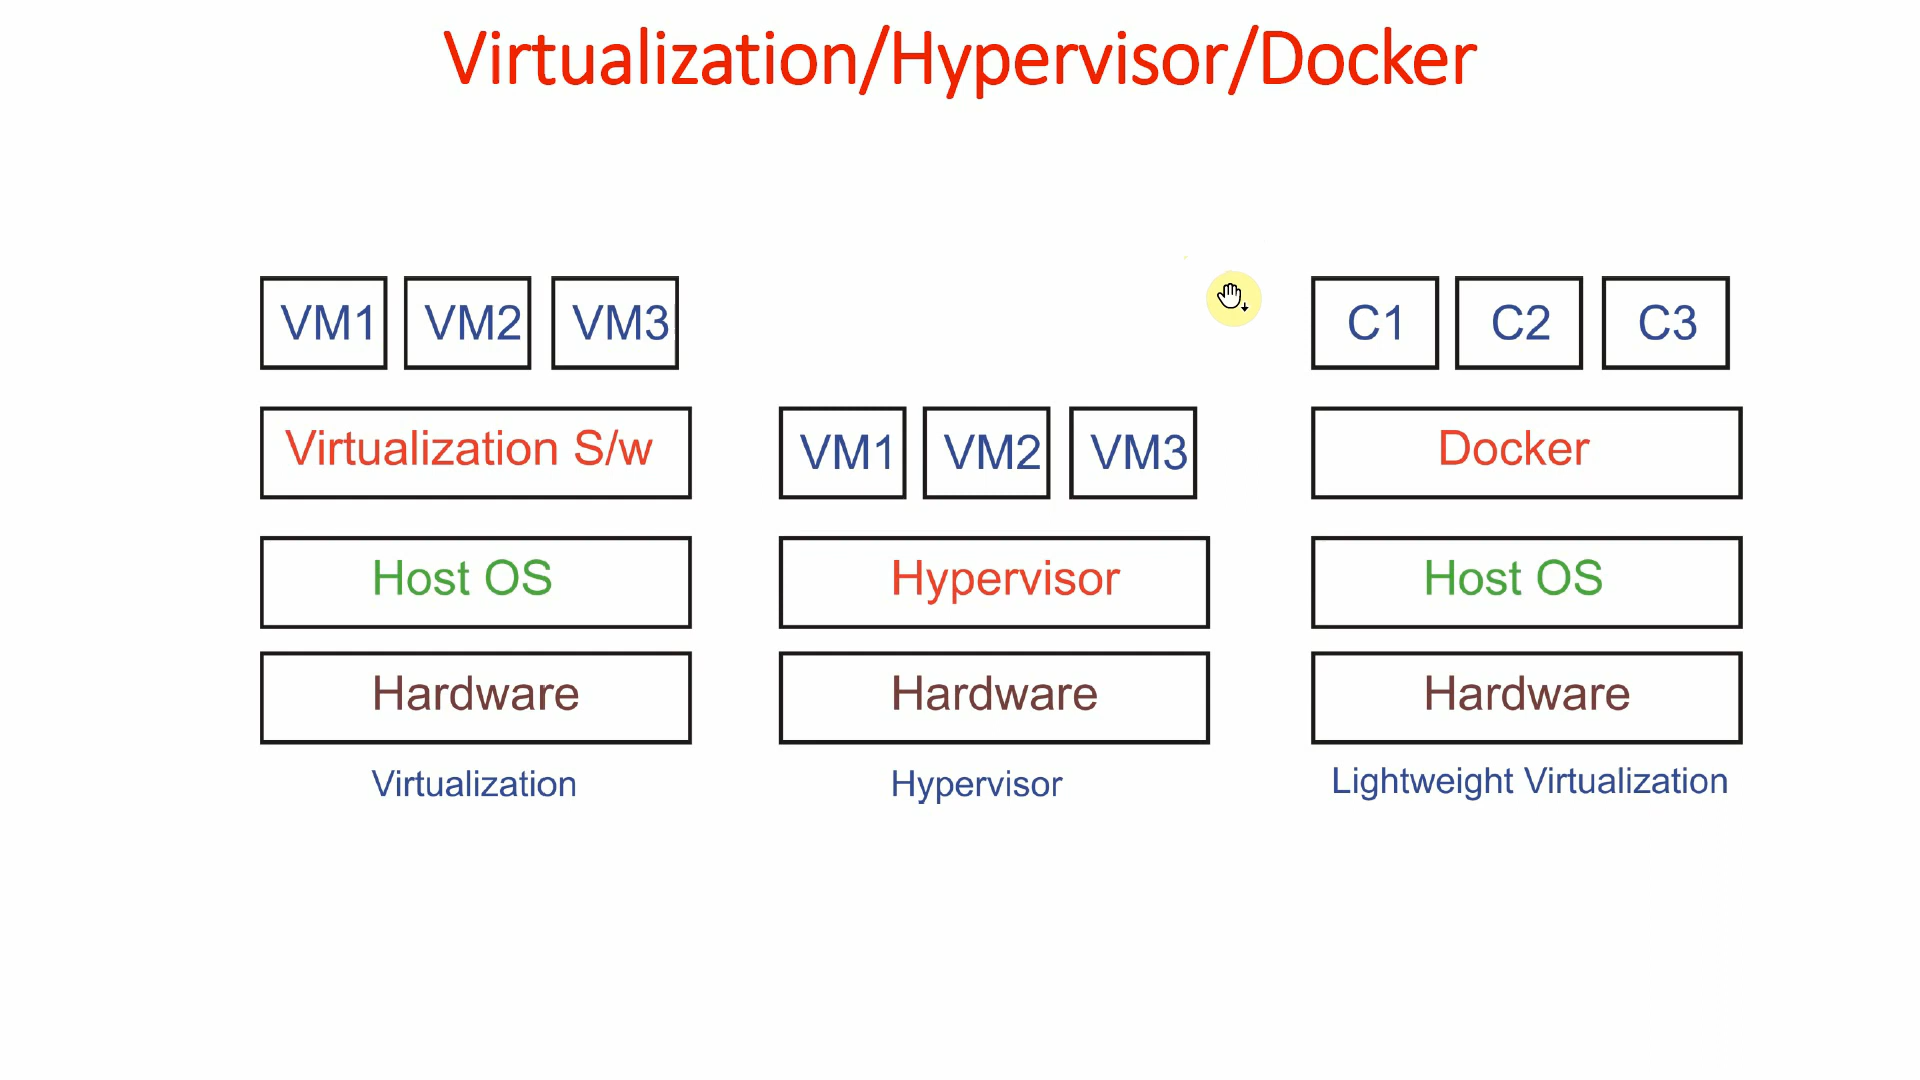 Virtualization/Hypervisor/Docker
VM1 VM2 VM3
Virtualization S/w
Host OS
Hardware
Virtualization
VM1 VM2 VM3
Hypervisor
Hardware
Hypervisor
C1 C2 C3
Docker
Host OS
Hardware
Lightweight Virtualization